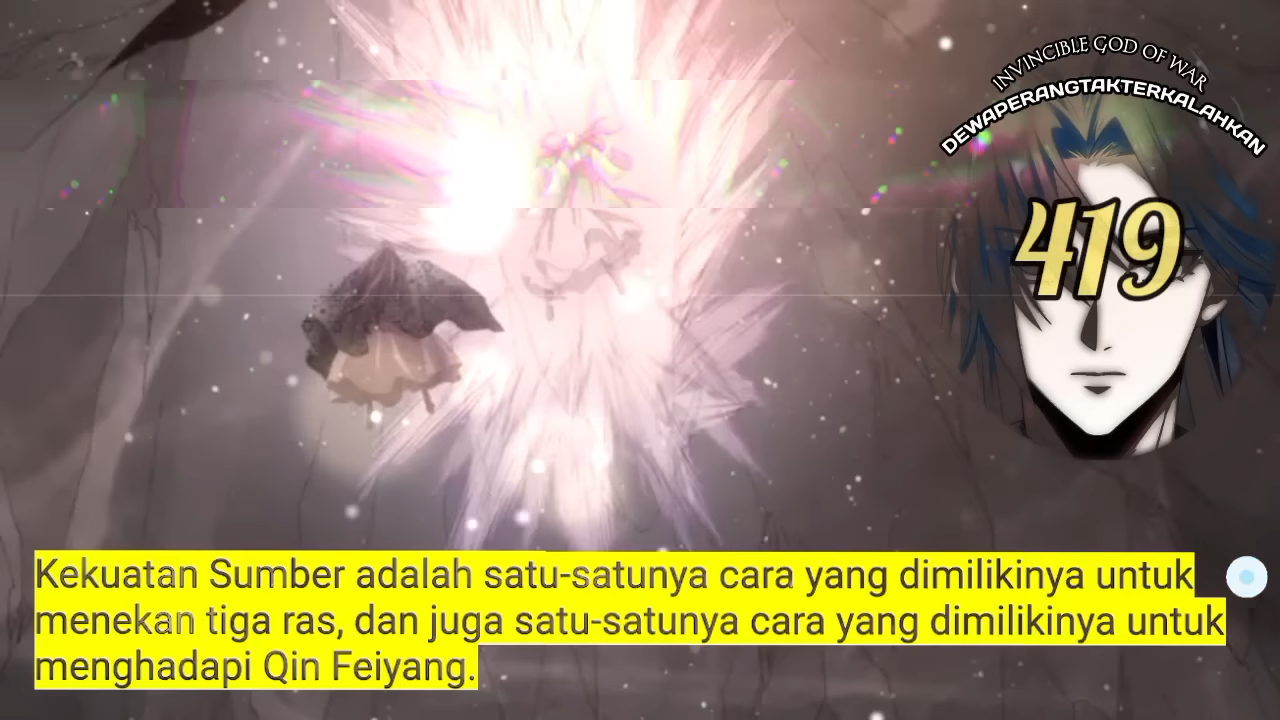 INVINCIBLE GOD OF WAR
DEWAPERANGTAKTERKALAHKAN
419
Kekuatan Sumber adalah satu-satunya cara yang dimilikinya untuk
menekan tiga ras, dan juga satu-satunya cara yang dimilikinya untuk
menghadapi Qin Feiyang.